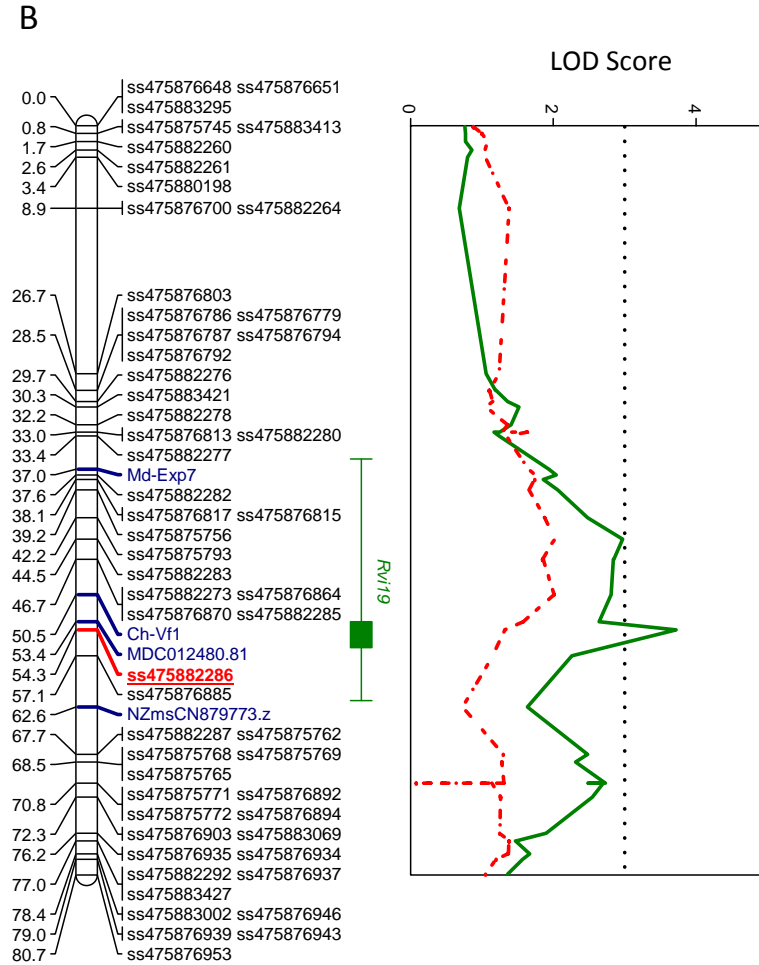 B
LOD Score
0 2 4
0.0 ss475876648 ss475876651
ss475883295
0.8 ss475875745 ss475883413
1.7 ss475882260
2.6 ss475882261
3.4 ss475880198
8.9 ss475876700 ss475882264
26.7 ss475876803
ss475876786 ss475876779
28.5 ss475876787 ss475876794
ss475876792
29.7 ss475882276
30.3 ss475883421
32.2 ss475882278
33.0 ss475876813 ss475882280
33.4 ss475882277
37.0 Md-Exp7
37.6 ss475882282
38.1 ss475876817 ss475876815
39.2 ss475875756
42.2 ss475875793
44.5 ss475882283
ss475882273 ss475876864
46.7 ss475876870 ss475882285
50.5 Ch-Vf1
53.4 MDC012480.81
54.3 ss475882286
57.1 ss475876885
62.6 NZmsCN879773.z
67.7 ss475882287 ss475875762
ss475875768 ss475875769
68.5 ss475875765
ss475875771 ss475876892
70.8 ss475875772 ss475876894
72.3 ss475876903 ss475883069
76.2 ss475876935 ss475876934
ss475882292 ss475876937
77.0 ss475883427
78.4 ss475883002 ss475876946
79.0 ss475876939 ss475876943
80.7 ss475876953
Rvi19